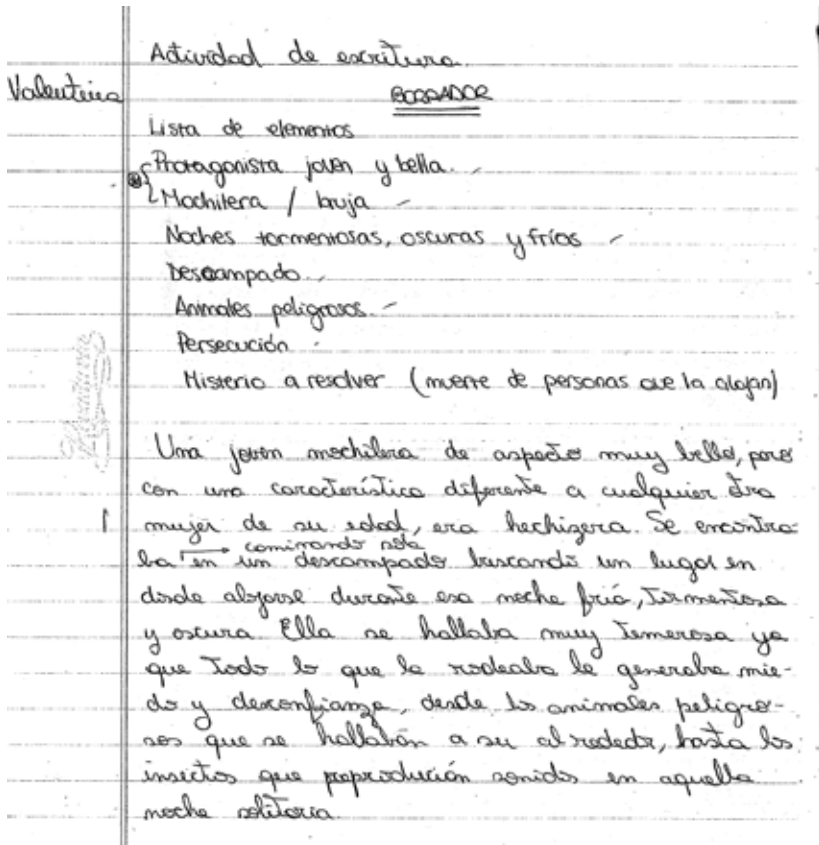 Actividad de escritura
Valentina
BORRADOR
Lista de elementos
Protagonista joven y bella.
Mochilera / bruja
Noches tormentosas, oscuras y fríos
Descampado.
Animales peligrosos.
Persecución
Misterio a resolver (muerte de personas que la alojan)
Una joven mochilera de aspecto muy bello, pero
con una característica diferente a cualquier otra
mujer de su edad, era hechizera. Se encontra-
caminando sola
ba en un descampado buscando un lugar en
donde alojarse durante esa noche fría, tormentosa
y oscura Ella se hallaba muy temerosa ya
que todo lo que la rodeaba le generaba mie-
do y desconfianza, desde los animales peligro-
sos que se hallaban a su alrededor, hasta los
insectos que sonidos en aquella
noche solitaria.